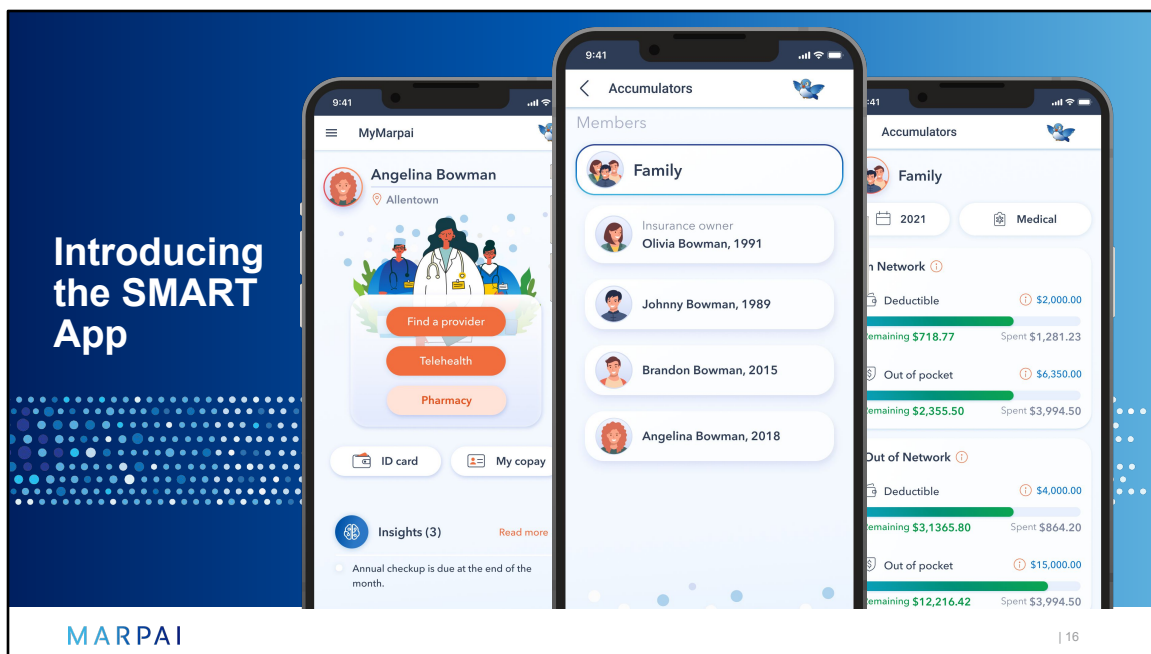 Introducing
the SMART
App
9:41
MyMarpai
Angelina Bowman
Allentown
Find a provider
Telehealth
Pharmacy
ID card
My copay
Insights (3)
Read more
Annual checkup is due at the end of the
month.
9:41
Accumulators
Members
Family
Insurance owner
Olivia Bowman, 1991
Johnny Bowman, 1989
Brandon Bowman, 2015
Angelina Bowman, 2018
:41
Accumulators
Family
2021
Medical
n Network
Deductible
$2,000.00
emaining $718.77
Spent $1,281.23
Out of pocket
$6,350.00
emaining $2,355.50
Spent $3,994.50
Out of Network
Deductible
$4,000.00
emaining $3,1365.80
Spent $864.20
Out of pocket
$15,000.00
emaining $12,216.42
Spent $3,994.50
MARPAI
| 16